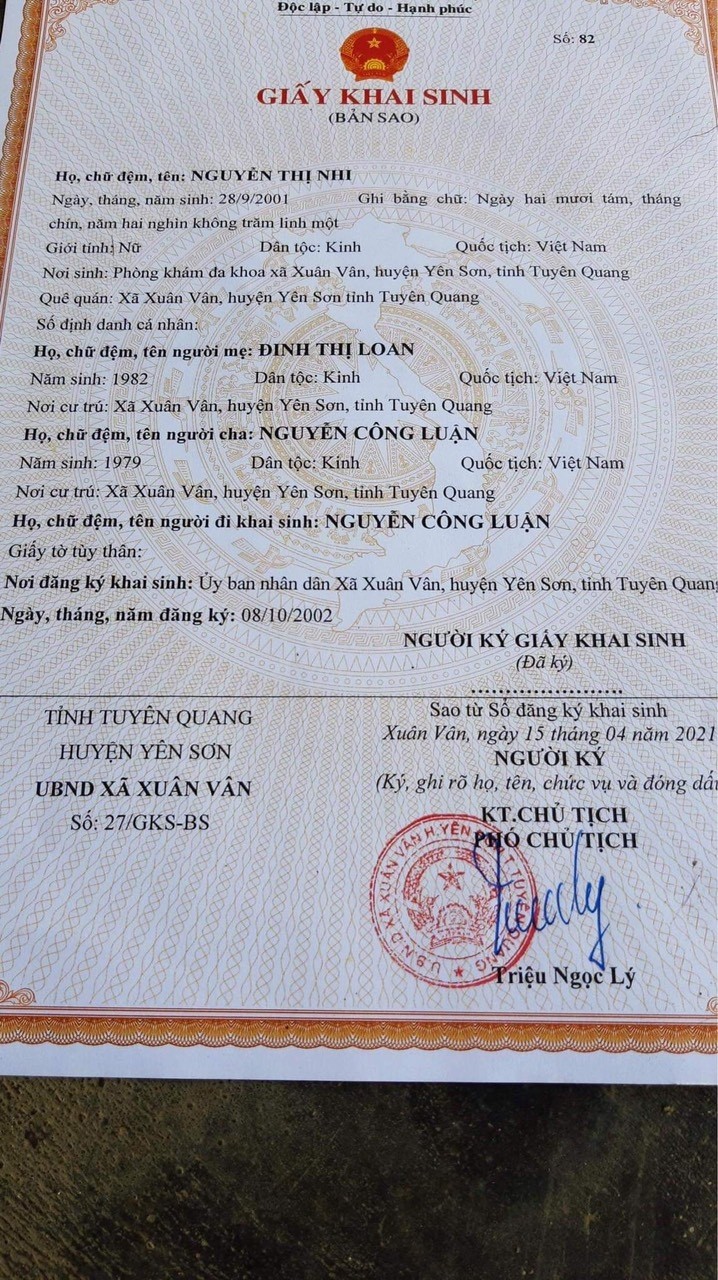 Độc lập - Tự do - Hạnh phúc
Số: 82
GIẤY KHAI SINH
(BẢN SAO)
Họ, chữ đệm, tên: NGUYỄN THỊ NHI
Ngày, tháng, năm sinh: 28/9/2001 Ghi bằng chữ: Ngày hai mươi tám, tháng
chín, năm hai nghìn không trăm linh một
Giới tính: Nữ Dân tộc: Kinh Quốc tịch: Việt Nam
Nơi sinh: Phòng khám đa khoa xã Xuân Vân, huyện Yên Sơn, tỉnh Tuyên Quang
Quê quán: Xã Xuân Vân, huyện Yên Sơn tỉnh Tuyên Quang
Số định danh cá nhân:
Họ, chữ đệm, tên người mẹ: ĐINH THỊ LOAN
Năm sinh: 1982 Dân tộc: Kinh Quốc tịch: Việt Nam
Nơi cư trú: Xã Xuân Vân, huyện Yên Sơn, tỉnh Tuyên Quang
Họ, chữ đệm, tên người cha: NGUYỄN CÔNG LUẬN
Năm sinh: 1979 Dân tộc: Kinh Quốc tịch: Việt Nam
Nơi cư trú: Xã Xuân Vân, huyện Yên Sơn, tỉnh Tuyên Quang
Họ, chữ đệm, tên người đi khai sinh: NGUYỄN CÔNG LUẬN
Giấy tờ tùy thân:
Nơi đăng ký khai sinh: Ủy ban nhân dân Xã Xuân Vân, huyện Yên Sơn, tỉnh Tuyên Quang
Ngày, tháng, năm đăng ký: 08/10/2002
NGƯỜI KÝ GIẤY KHAI SINH
(Đã ký)
.......................
TỈNH TUYÊN QUANG
HUYỆN YÊN SƠN
UBND XÃ XUÂN VÂN
Số: 27/GKS-BS
Sao từ Sổ đăng ký khai sinh
Xuân Vân, ngày 15 tháng 04 năm 2021
NGƯỜI KÝ
(Ký, ghi rõ họ, tên, chức vụ và đóng dấu
KT.CHỦ TỊCH
PHÓ CHỦ TỊCH
U.B.N.D XÃ XUÂN VÂN H.YÊN SƠN T.TUYÊN QUANG
Triệu Ngọc Lý